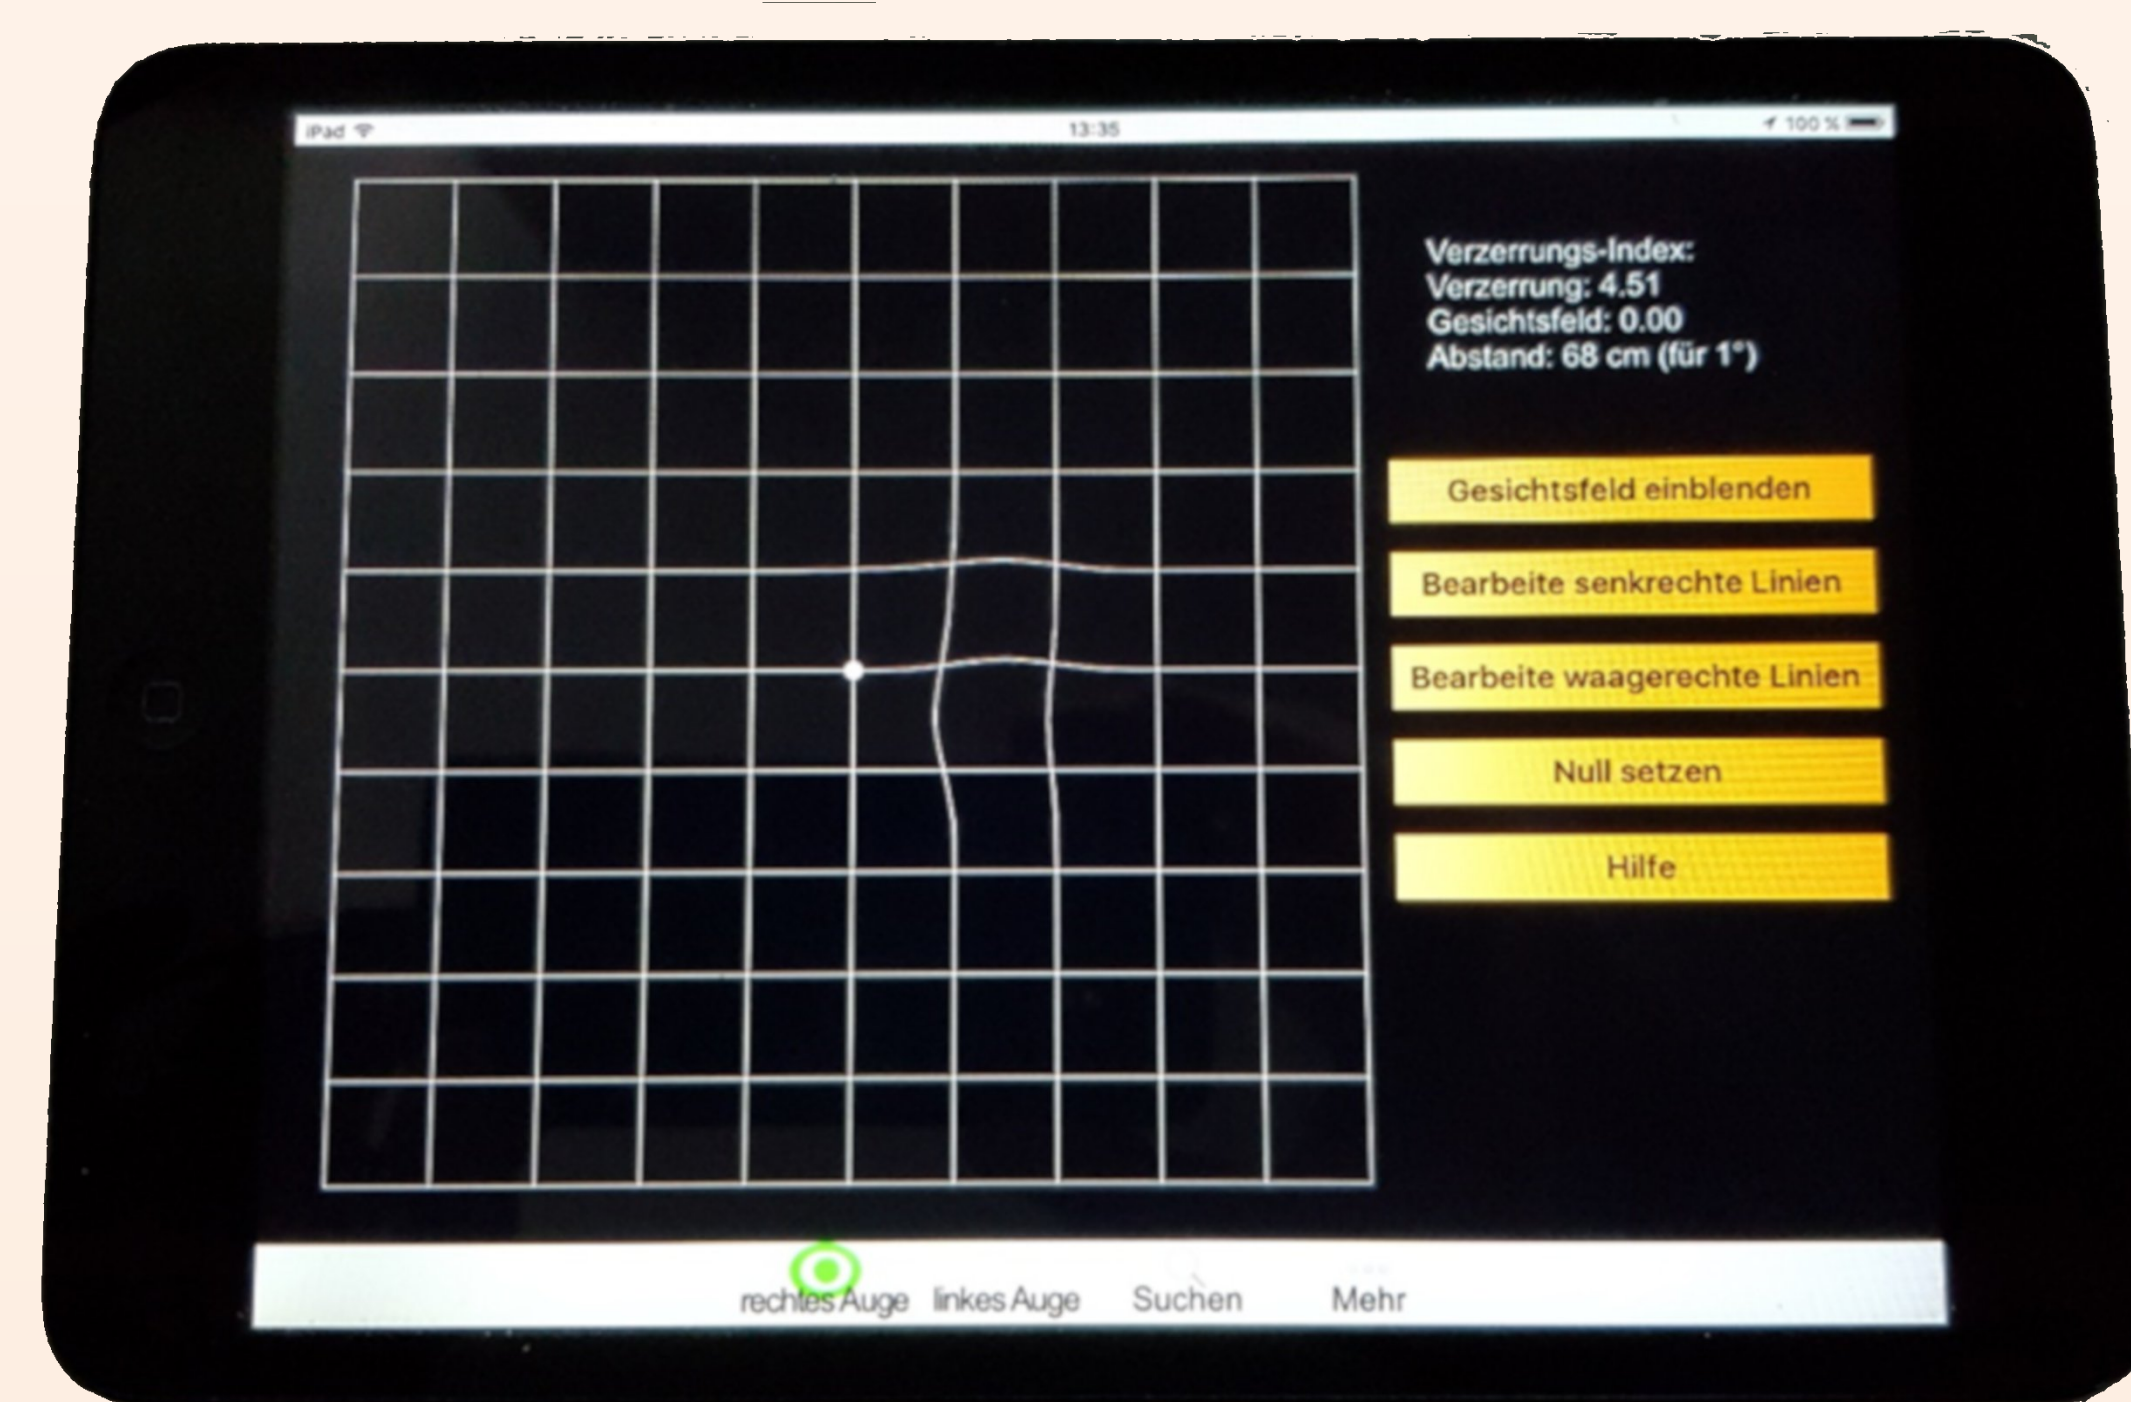 iPad
13:35
100 %
Verzerrungs-Index:
Verzerrung: 4.51
Gesichtsfeld: 0.00
Abstand: 68 cm (für 1°)
Gesichtsfeld einblenden
Bearbeite senkrechte Linien
Bearbeite waagerechte Linien
Null setzen
Hilfe
rechtes Auge
linkes Auge
Suchen
Mehr